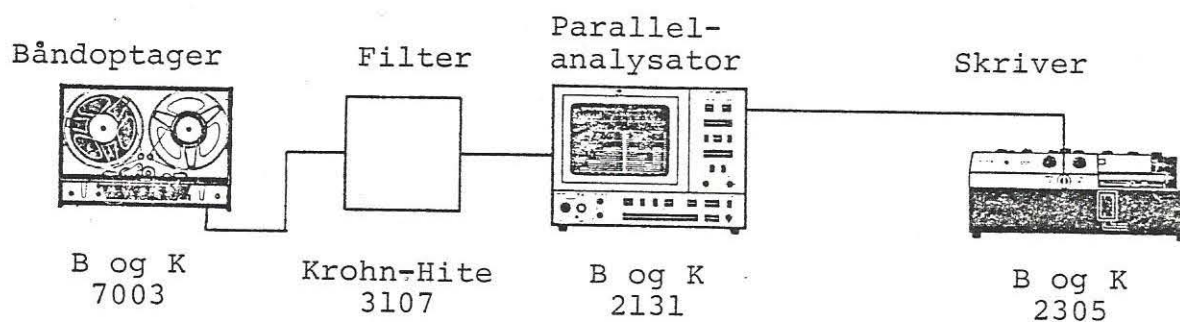 Båndoptager
Filter
Parallel-
analysator
Skriver
B og K
7003
Krohn-Hite
3107
B og K
2131
B og K
2305